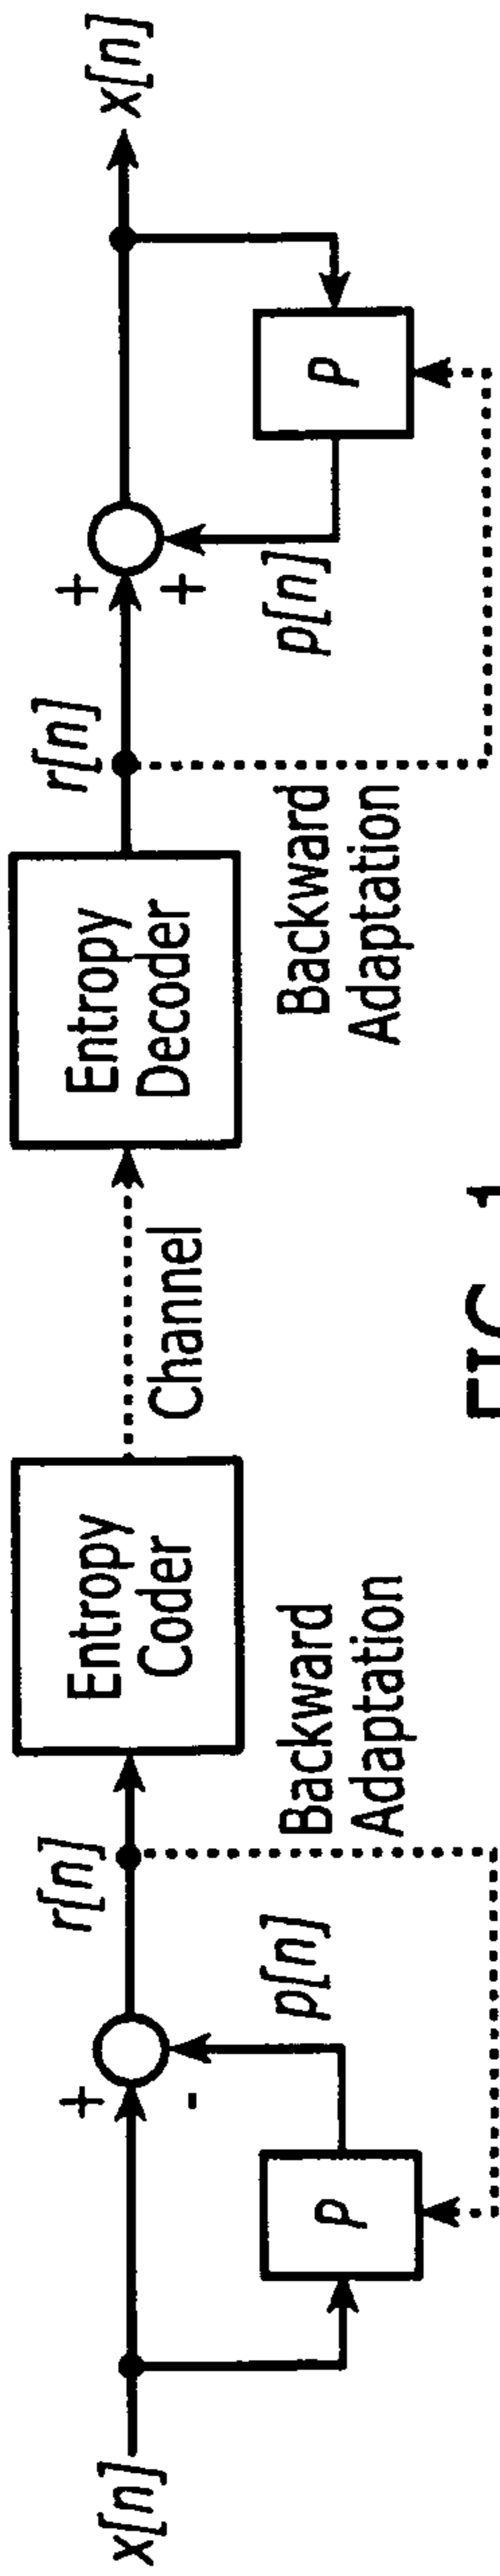 x[n]
+
-
P
p[n]
r[n]
Backward
Adaptation
Entropy
Coder
Channel
Entropy
Decoder
r[n]
Backward
Adaptation
+
+
p[n]
P
x[n]
FIG. 1